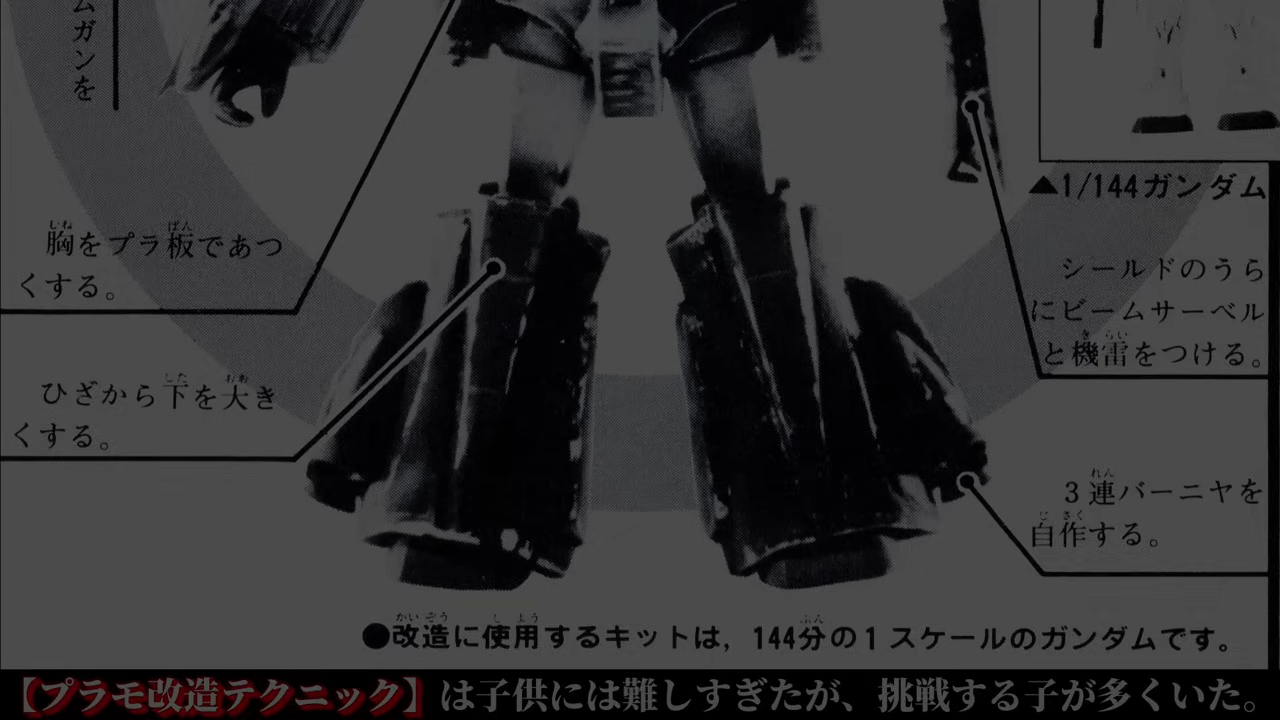 ムガンを
胸をプラ板であつ
くする。
ひざから下を大き
くする。
▲1/144ガンダム
シールドのうら
にビームサーベル
と機雷をつける。
3連バーニヤを
自作する。
●改造に使用するキットは，144分の1スケールのガンダムです。
【プラモ改造テクニック】は子供には難しすぎたが、挑戦する子が多くいた。